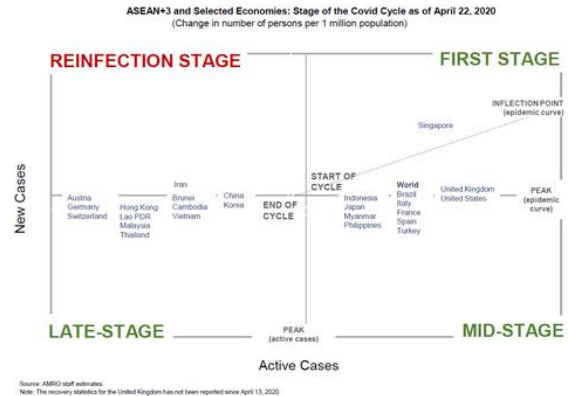 ASEAN+3 and Selected Economies: Stage of the Covid Cycle as of April 22, 2020
(Change in number of persons per 1 million population)
REINFECTION STAGE
FIRST STAGE
INFLECTION POINT
(epidemic curve)
Singapore
New Cases
Austria
Germany
Switzerland
Hong Kong
Lao PDR
Malaysia
Thailand
Iran
Brunei
Cambodia
Vietnam
China
Korea
END OF
CYCLE
START OF
CYCLE
Indonesia
Japan
Myanmar
Philippines
World
Brazil
Italy
France
Spain
Turkey
United Kingdom
United States
PEAK
(epidemic
curve)
LATE-STAGE
PEAK
(active cases)
MID-STAGE
Active Cases
Source: AMRO staff estimates.
Note: The recovery statistics for the United Kingdom has not been reported since April 13, 2020.